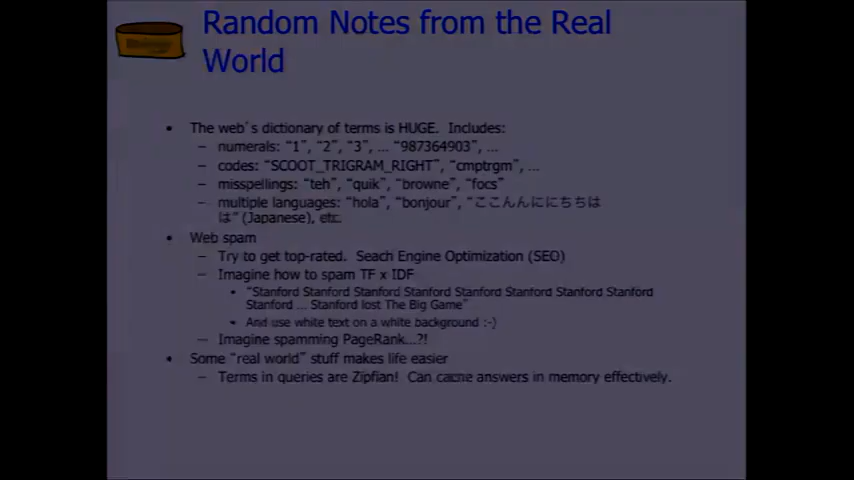 Random Notes from the Real
World
• The web's dictionary of terms is HUGE. Includes:
– numerals: "1", "2", "3", ... "987364903", ...
– codes: "SCOOT_TRIGRAM_RIGHT", "cmptrgm", ...
– misspellings: "teh", "quik", "browne", "focs"
– multiple languages: "hola", "bonjour", "ここんんににちちは
は" (Japanese), etc.
• Web spam
– Try to get top-rated. Seach Engine Optimization (SEO)
– Imagine how to spam TF x IDF
• "Stanford Stanford Stanford Stanford Stanford Stanford Stanford Stanford
Stanford ... Stanford lost The Big Game"
• And use white text on a white background :-)
– Imagine spamming PageRank...?!
• Some "real world" stuff makes life easier
– Terms in queries are Zipfian! Can cache answers in memory effectively.